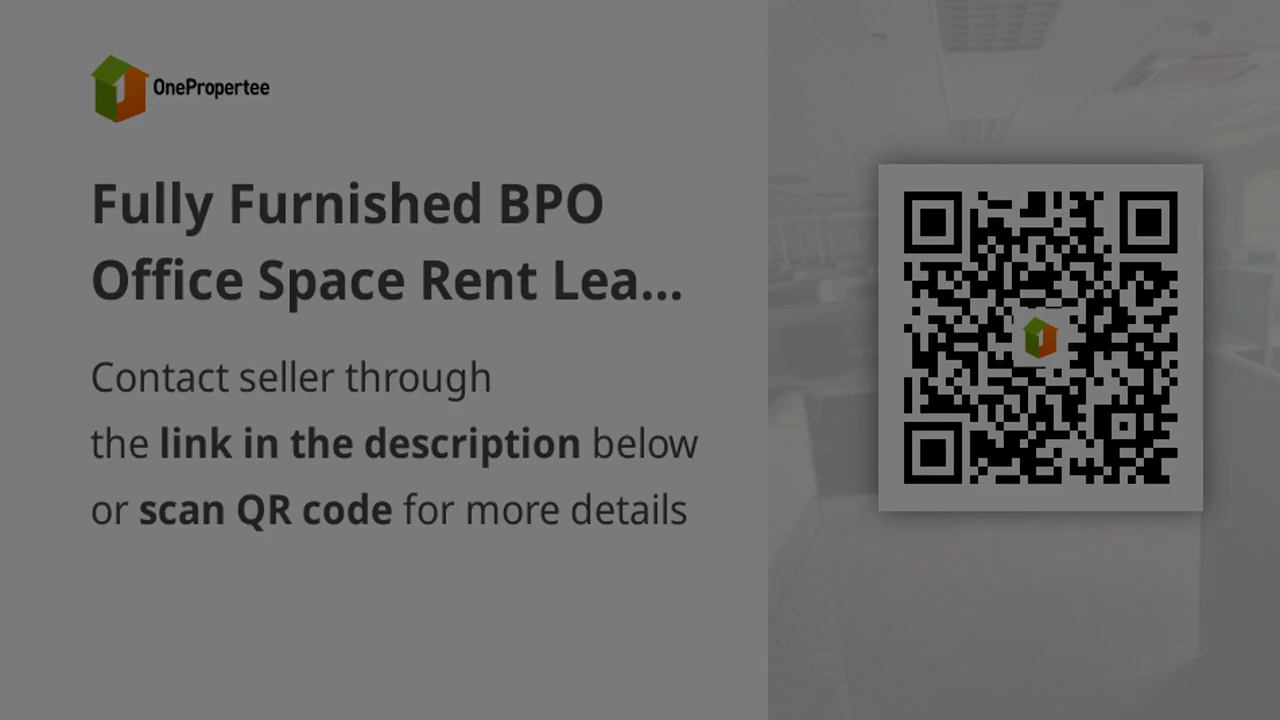 OnePropertee
Fully Furnished BPO
Office Space Rent Lea...
Contact seller through
the link in the description below
or scan QR code for more details